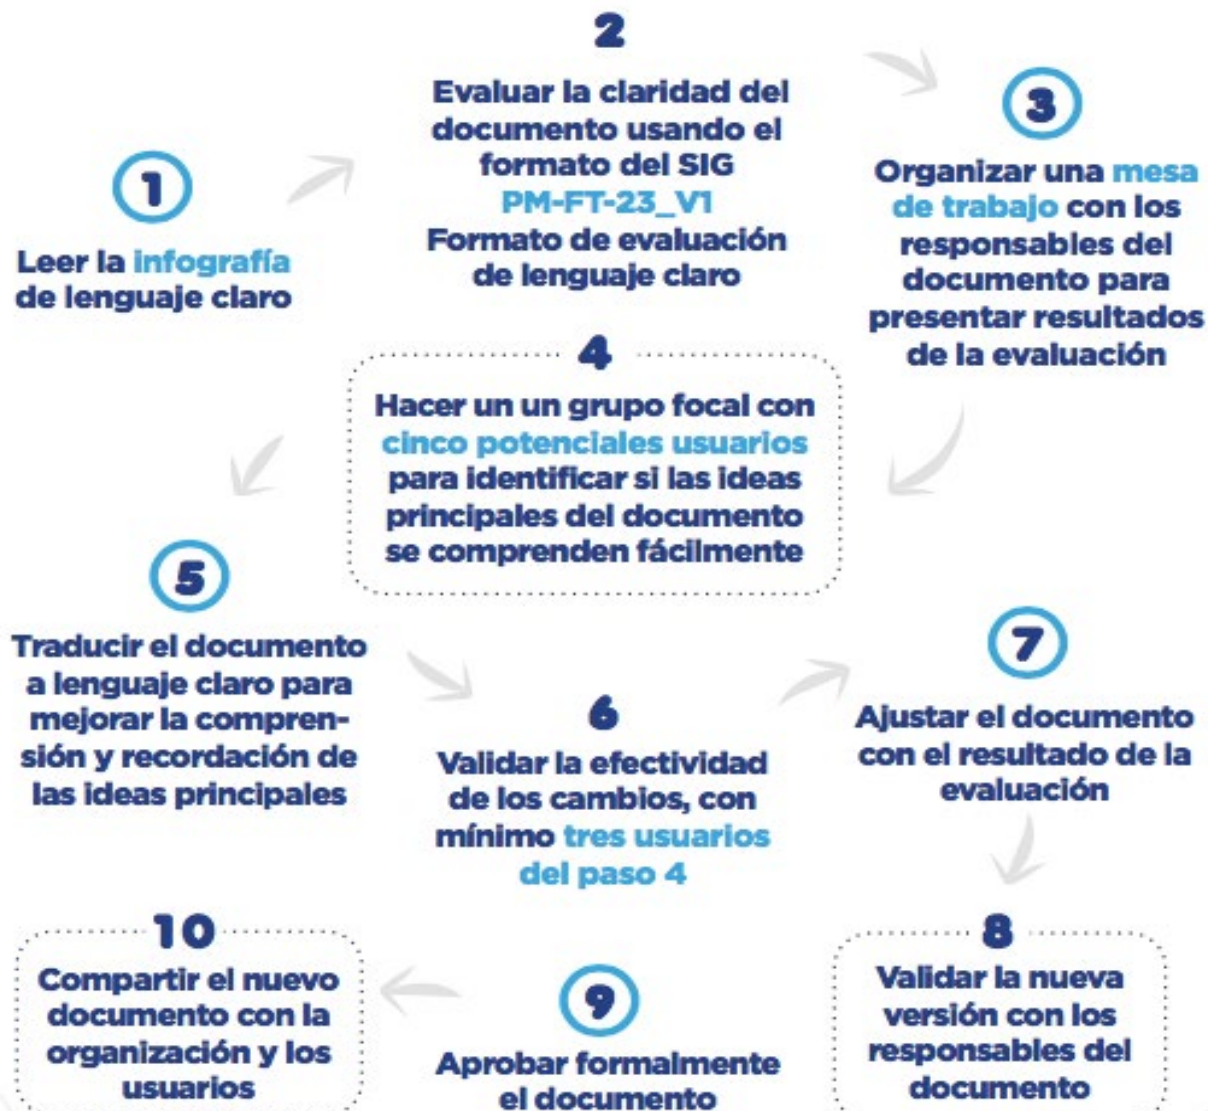 1
Leer la infografía
de lenguaje claro
2
Evaluar la claridad del
documento usando el
formato del SIG
PM-FT-23_V1
Formato de evaluación
de lenguaje claro
3
Organizar una mesa
de trabajo con los
responsables del
documento para
presentar resultados
de la evaluación
4
Hacer un un grupo focal con
cinco potenciales usuarios
para identificar si las ideas
principales del documento
se comprenden fácilmente
5
Traducir el documento
a lenguaje claro para
mejorar la compren-
sión y recordación de
las ideas principales
6
Validar la efectividad
de los cambios, con
mínimo tres usuarios
del paso 4
7
Ajustar el documento
con el resultado de la
evaluación
8
Validar la nueva
versión con los
responsables del
documento
9
Aprobar formalmente
el documento
10
Compartir el nuevo
documento con la
organización y los
usuarios